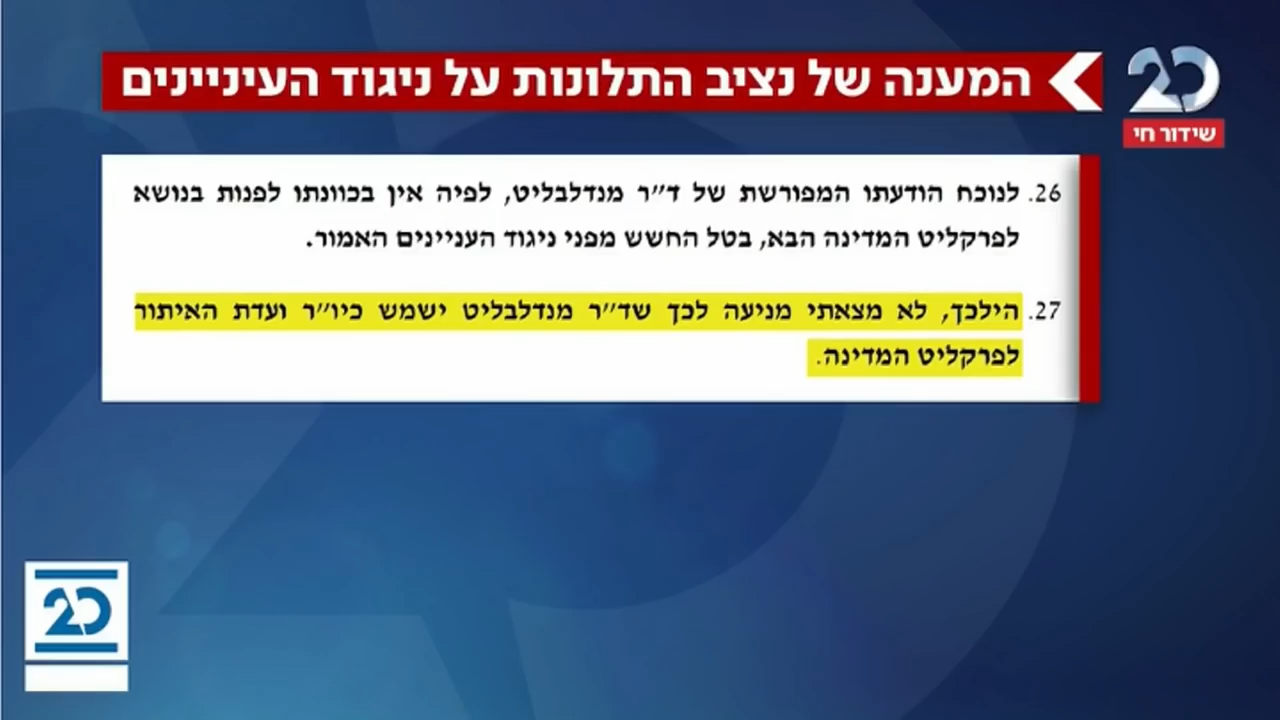 המענה של נציב התלונות על ניגוד העיניינים
20
שידור חי
26. לנוכח הודעתו המפורשת של ד״ר מנדלבליט, לפיה אין בכוונתו לפנות בנושא
לפרקליט המדינה הבא, בטל החשש מפני ניגוד העניינים האמור.
27. הילכך, לא מצאתי מניעה לכך שד״ר מנדלבליט ישמש כיו״ר ועדת האיתור
לפרקליט המדינה.
20